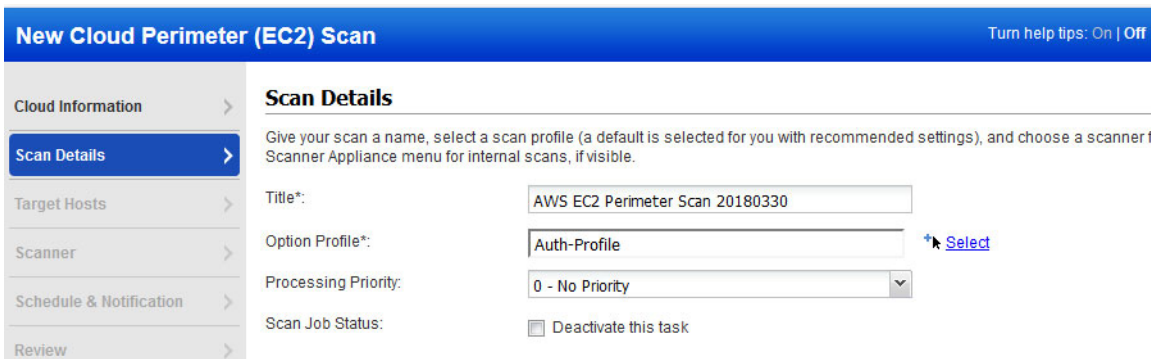 New Cloud Perimeter (EC2) Scan
Turn help tips: On | Off
Cloud Information
Scan Details
Target Hosts
Scanner
Schedule & Notification
Review
Scan Details
Give your scan a name, select a scan profile (a default is selected for you with recommended settings), and choose a scanner
Scanner Appliance menu for internal scans, if visible.
Title*:
AWS EC2 Perimeter Scan 20180330
Option Profile*:
Auth-Profile
Select
Processing Priority:
0 - No Priority
Scan Job Status:
Deactivate this task